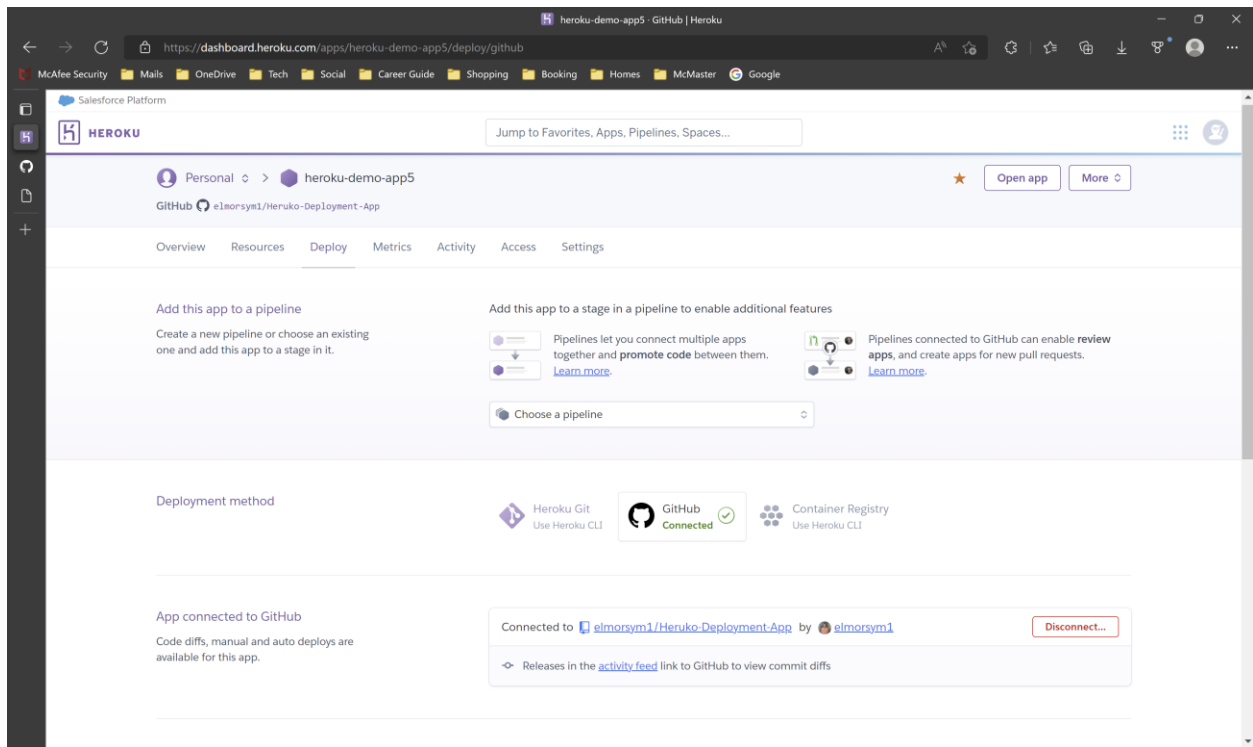 heroku-demo-app5 · GitHub | Heroku
https://dashboard.heroku.com/apps/heroku-demo-app5/deploy/github
McAfee Security Mails OneDrive Tech Social Career Guide Shopping Booking Homes McMaster Google
Salesforce Platform
HEROKU
Jump to Favorites, Apps, Pipelines, Spaces...
Personal > heroku-demo-app5
Open app
More
GitHub elmorsym1/Heruko-Deployment-App
Overview Resources Deploy Metrics Activity Access Settings
Add this app to a pipeline
Create a new pipeline or choose an existing
one and add this app to a stage in it.
Add this app to a stage in a pipeline to enable additional features
Pipelines let you connect multiple apps
together and promote code between them.
Learn more.
Pipelines connected to GitHub can enable review
apps, and create apps for new pull requests.
Learn more.
Choose a pipeline
Deployment method
Heroku Git
Use Heroku CLI
GitHub
Connected
Container Registry
Use Heroku CLI
App connected to GitHub
Code diffs, manual and auto deploys are
available for this app.
Connected to elmorsym1/Heruko-Deployment-App by elmorsym1
Disconnect...
Releases in the activity feed link to GitHub to view commit diffs